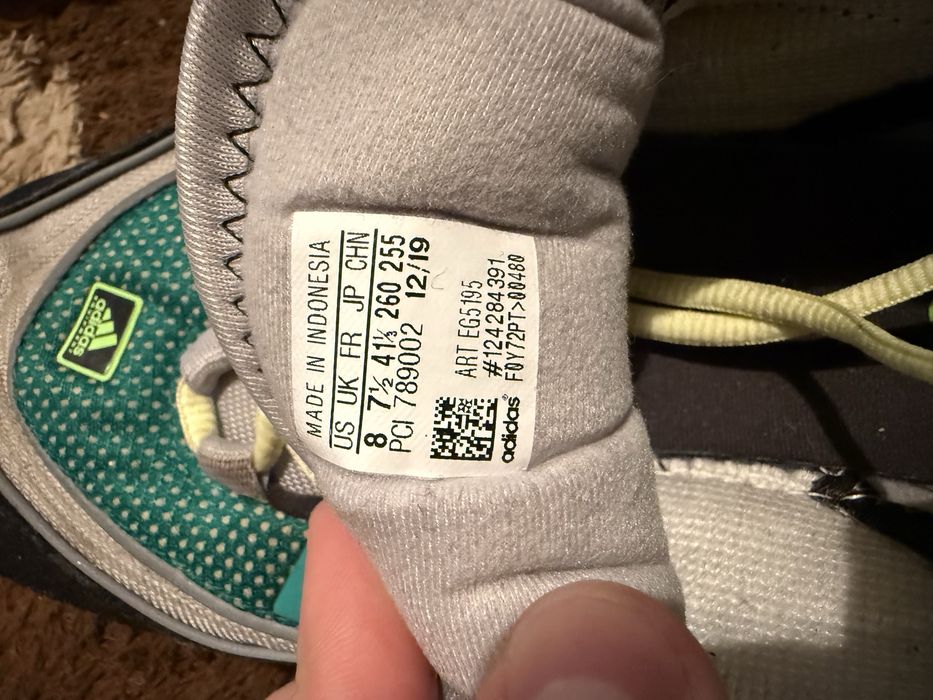 MADE IN INDONESIA
US UK FR JP CHN
8 7½ 41⅓ 260 255
PCI 789002 12/19
ART EG5195
#124284391
F0Y72PT>00480
adidas®
adidas